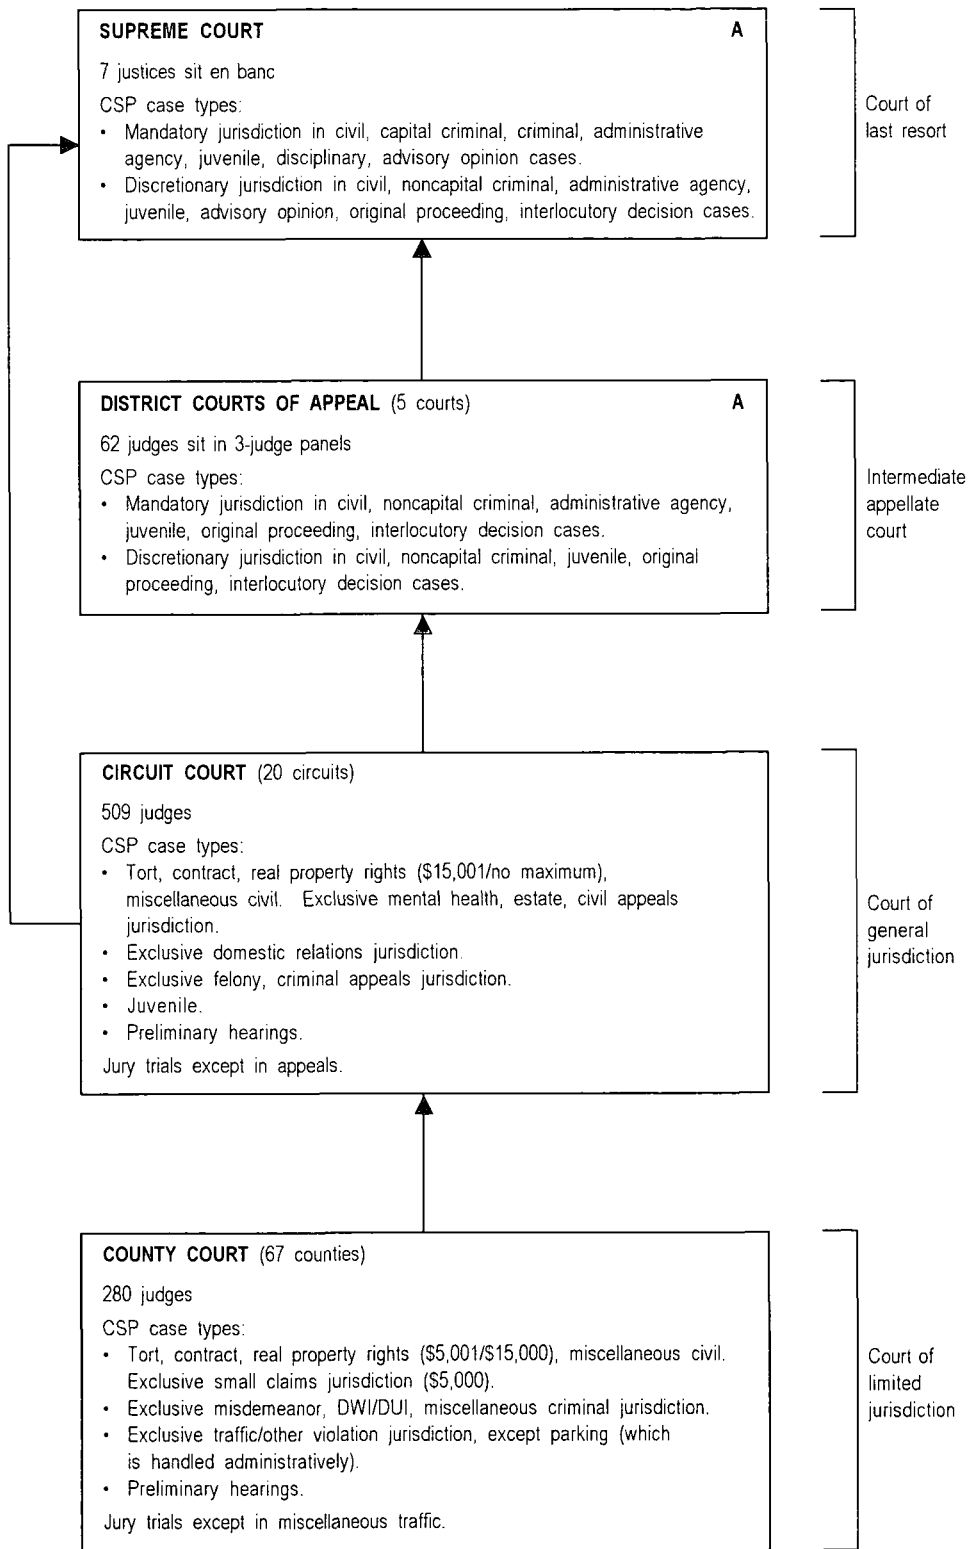 SUPREME COURT A
7 justices sit en banc
CSP case types:
• Mandatory jurisdiction in civil, capital criminal, criminal, administrative
agency, juvenile, disciplinary, advisory opinion cases.
• Discretionary jurisdiction in civil, noncapital criminal, administrative agency,
juvenile, advisory opinion, original proceeding, interlocutory decision cases.
Court of
last resort
DISTRICT COURTS OF APPEAL (5 courts) A
62 judges sit in 3-judge panels
CSP case types:
• Mandatory jurisdiction in civil, noncapital criminal, administrative agency,
juvenile, original proceeding, interlocutory decision cases.
• Discretionary jurisdiction in civil, noncapital criminal, juvenile, original
proceeding, interlocutory decision cases.
Intermediate
appellate
court
CIRCUIT COURT (20 circuits)
509 judges
CSP case types:
• Tort, contract, real property rights ($15,001/no maximum),
miscellaneous civil. Exclusive mental health, estate, civil appeals
jurisdiction.
• Exclusive domestic relations jurisdiction.
• Exclusive felony, criminal appeals jurisdiction.
• Juvenile.
• Preliminary hearings.
Jury trials except in appeals.
Court of
general
jurisdiction
COUNTY COURT (67 counties)
280 judges
CSP case types:
• Tort, contract, real property rights ($5,001/$15,000), miscellaneous civil.
Exclusive small claims jurisdiction ($5,000).
• Exclusive misdemeanor, DWI/DUI, miscellaneous criminal jurisdiction.
• Exclusive traffic/other violation jurisdiction, except parking (which
is handled administratively).
• Preliminary hearings.
Jury trials except in miscellaneous traffic.
Court of
limited
jurisdiction